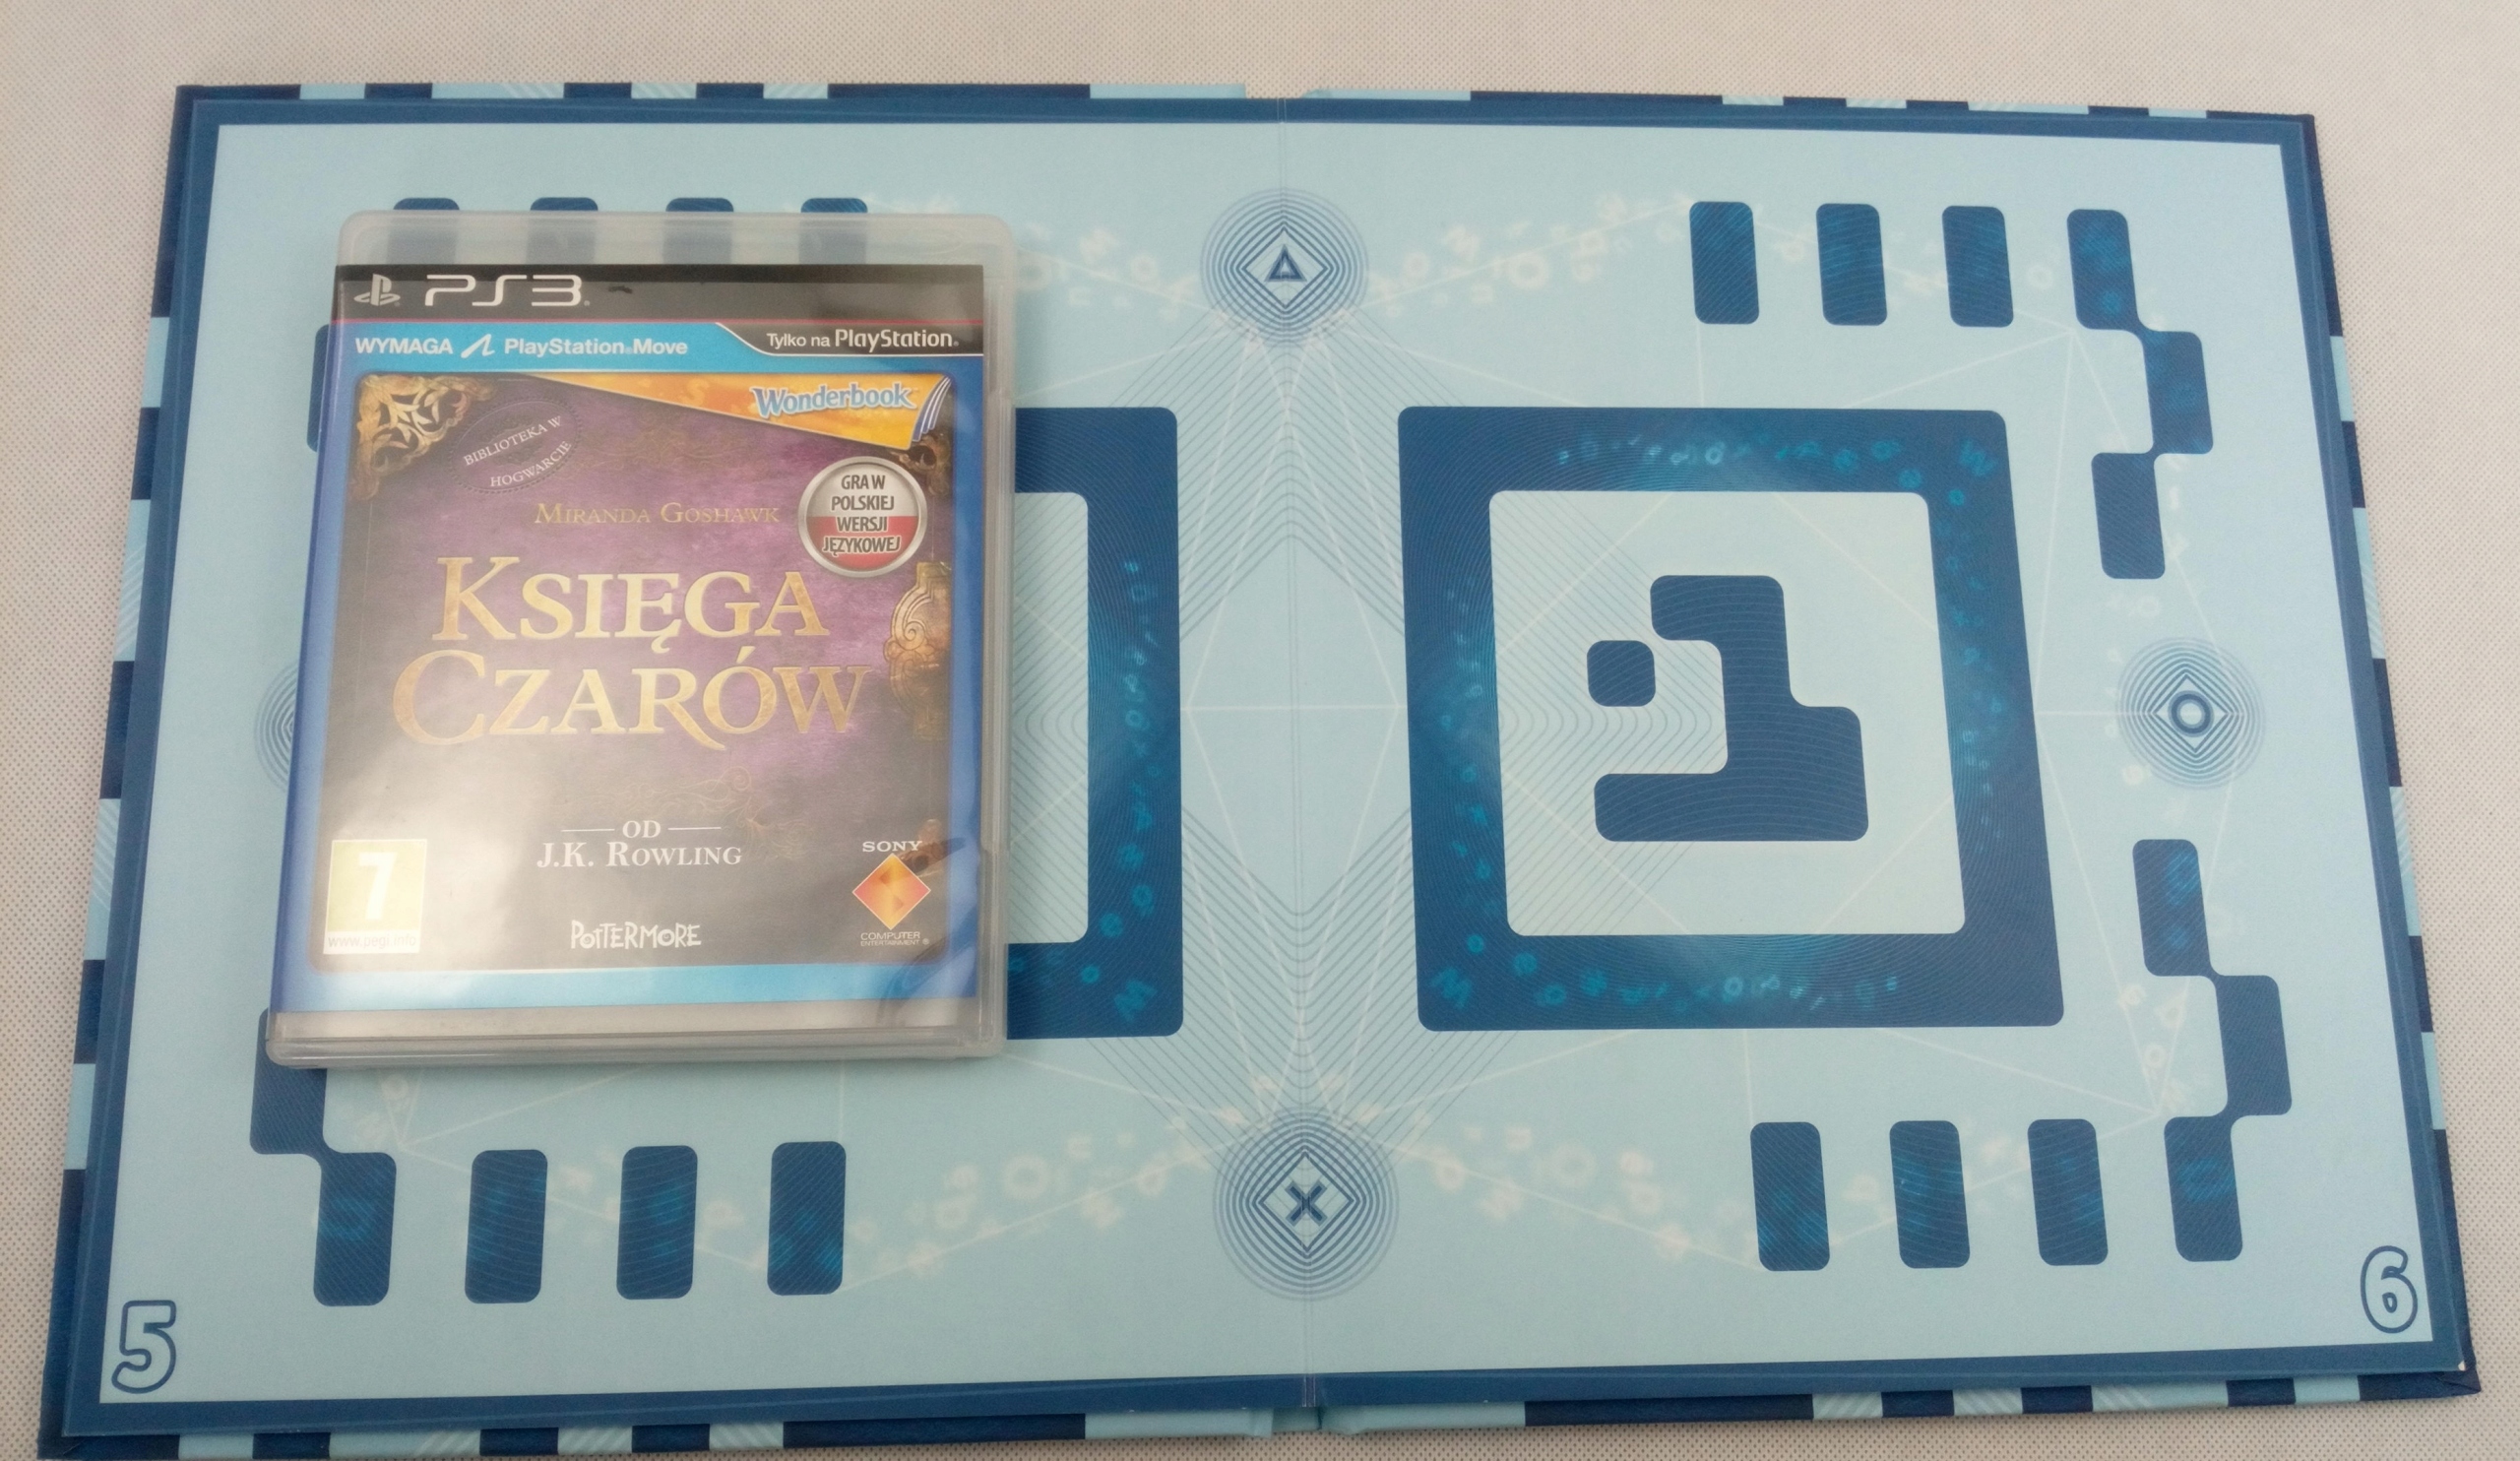 PS3
WYMAGA PlayStation®Move
Tylko na PlayStation®
Wonderbook
BIBLIOTEKA W
HOGWARCIE
GRA W
POLSKIEJ
WERSJI
JĘZYKOWEJ
MIRANDA GOSHAWK
KSIĘGA
CZARÓW
OD
J.K. ROWLING
7
www.pegi.info
POTTERMORE
SONY
COMPUTER
ENTERTAINMENT®
5
6